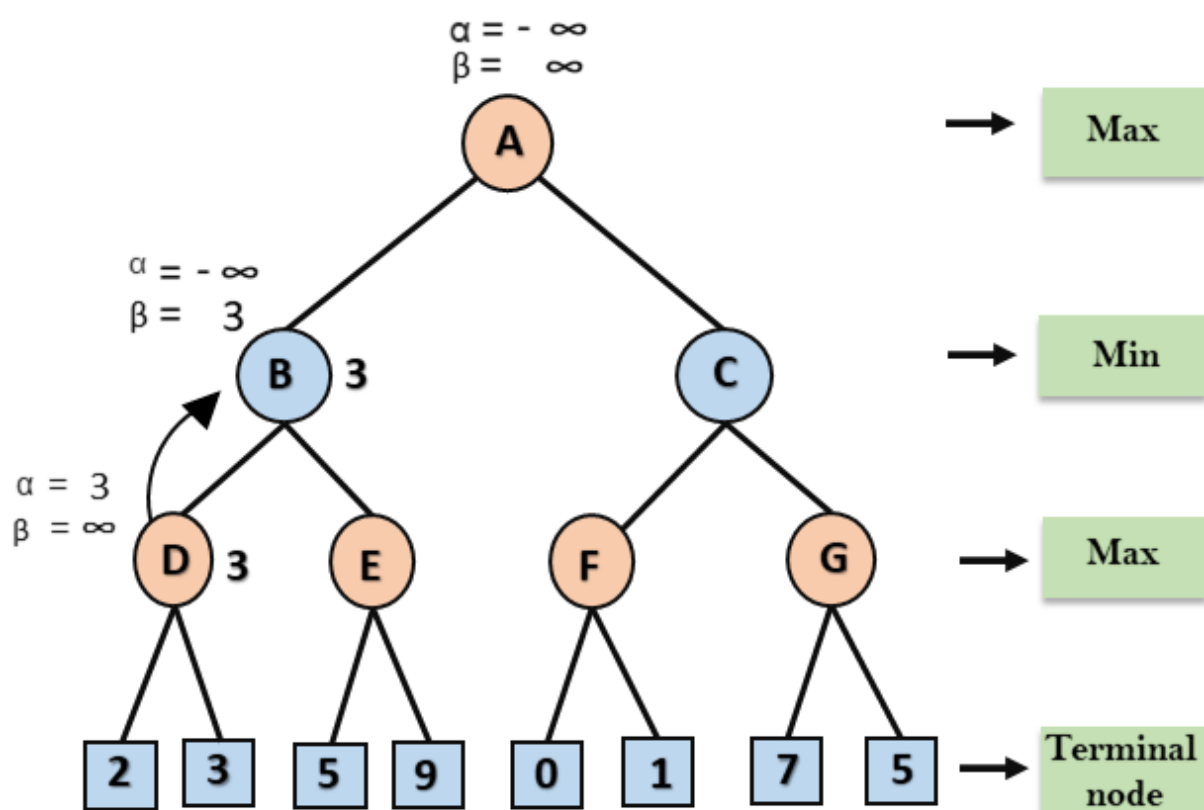 α = - ∞
β = ∞
A
Max
α = - ∞
β = 3
B 3
C
Min
α = 3
β = ∞
D 3
E
F
G
Max
2 3 5 9 0 1 7 5
Terminal
node